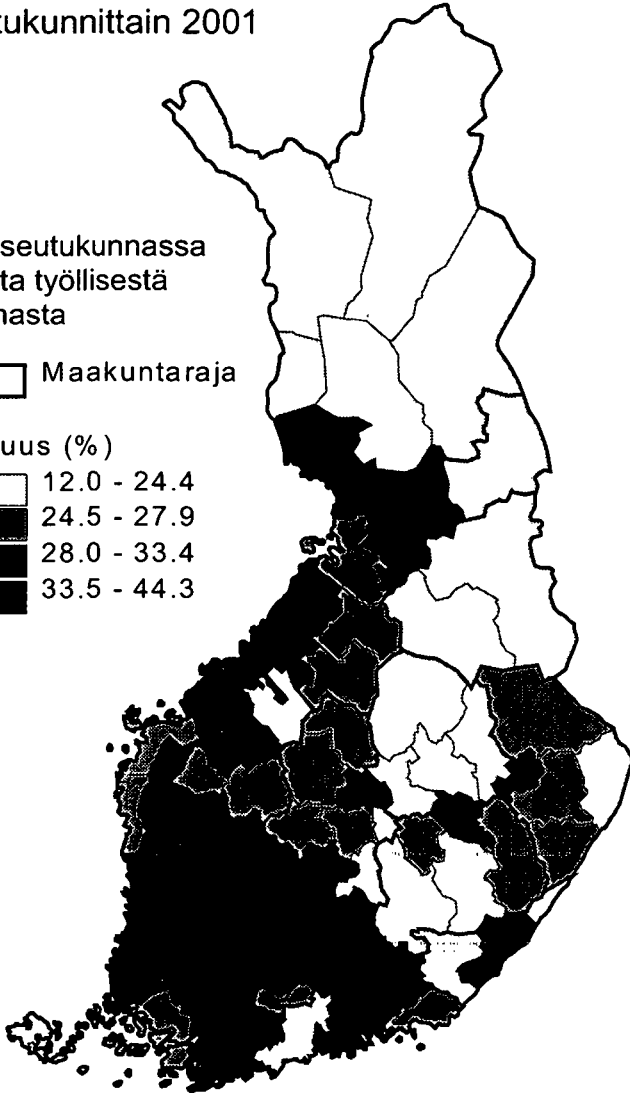 tukunnittain 2001
seutukunnassa
ta työllisestä
nasta
Maakuntaraja
uus (%)
12.0 - 24.4
24.5 - 27.9
28.0 - 33.4
33.5 - 44.3